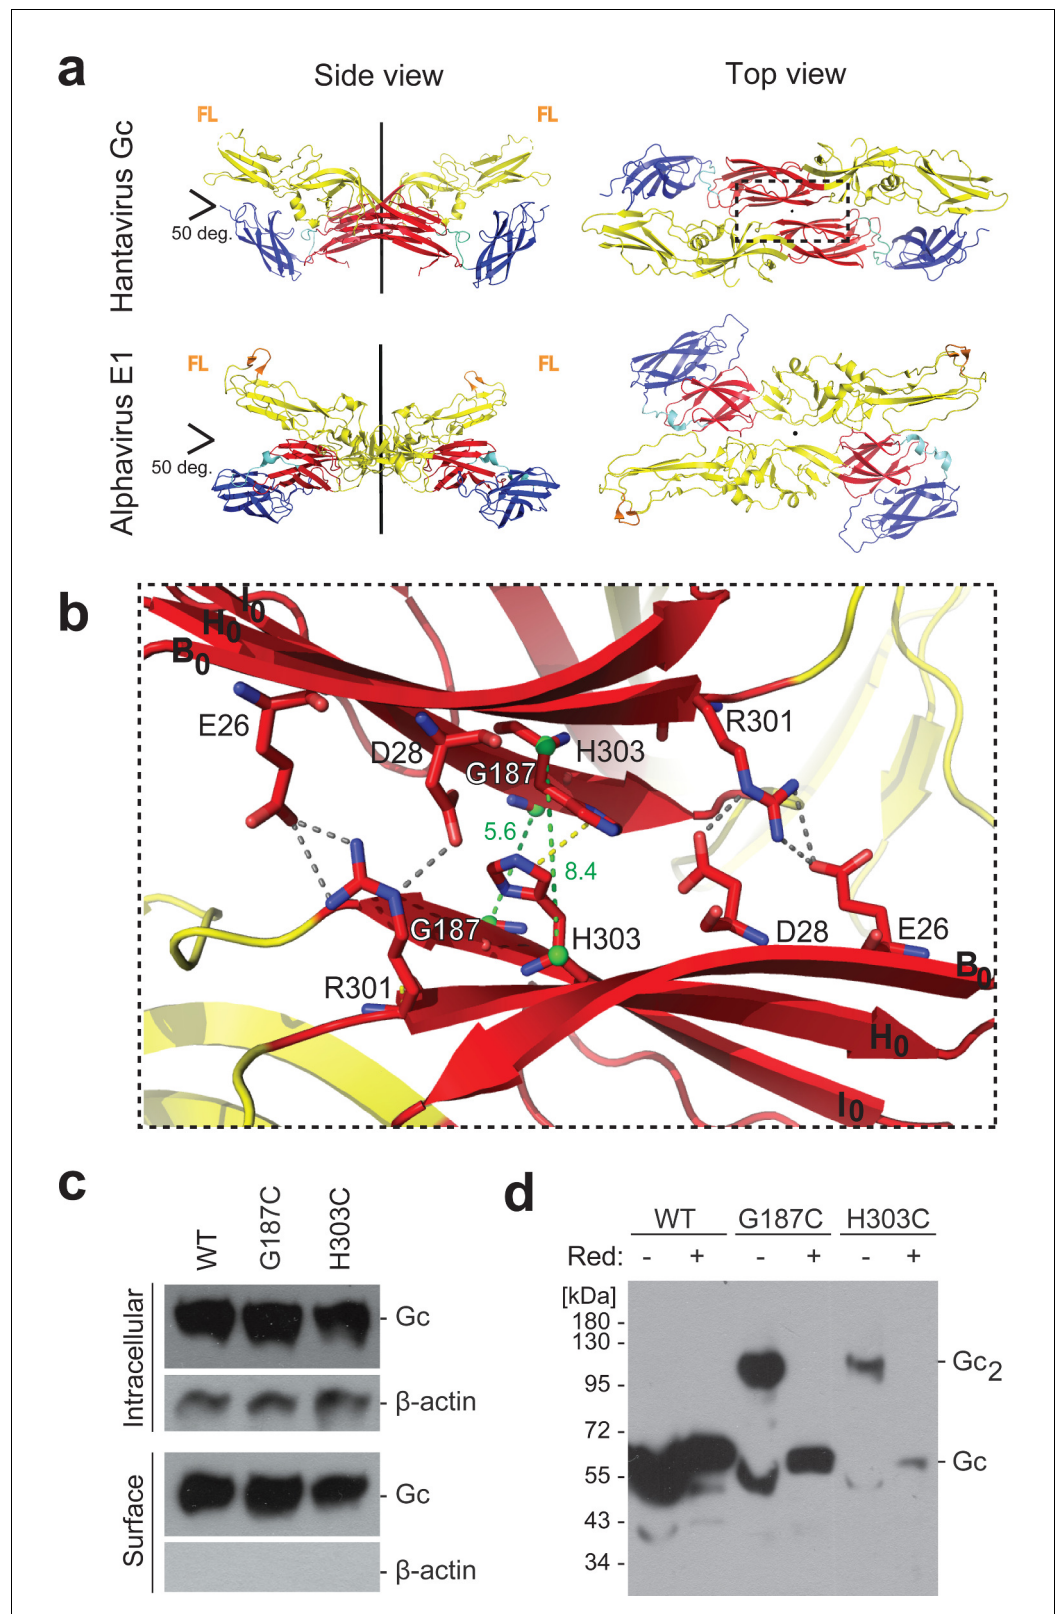 a
Side view
Top view
Hantavirus Gc
FL
FL
50 deg.
Alphavirus E1
FL
FL
50 deg.
b
I0
H0
B0
E26
D28
G187
H303
R301
5.6
8.4
G187
H303
R301
D28
E26
B0
H0
I0
c
WT
G187C
H303C
Intracellular
- Gc
- β-actin
Surface
- Gc
- β-actin
d
WT
G187C
H303C
Red:
-
+
-
+
-
+
[kDa]
180 -
130 -
95 -
72 -
55 -
43 -
34 -
- Gc2
- Gc